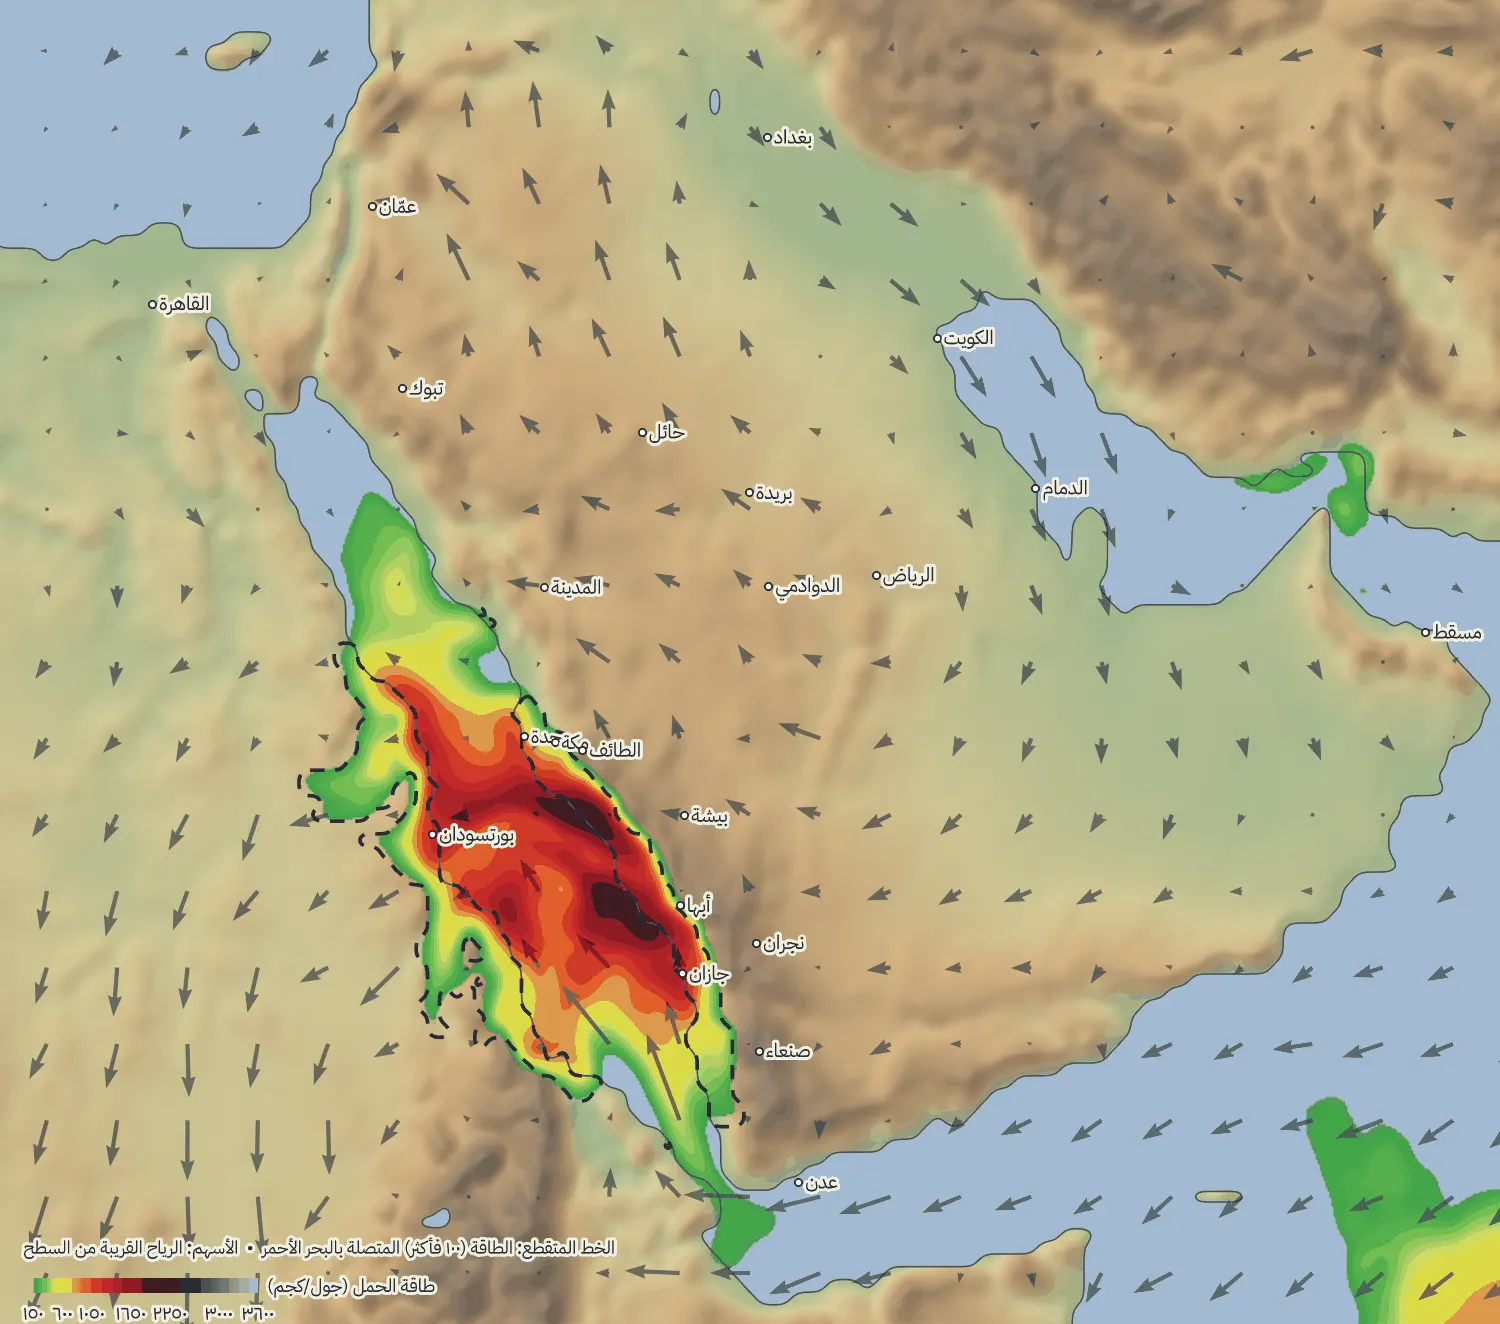 بغداد
عمّان
القاهرة
الكويت
تبوك
حائل
الدمام
بريدة
الرياض
الدوادمي
المدينة
مسقط
جدة
مكة
الطائف
بيشة
بورتسودان
أبها
نجران
جازان
صنعاء
عدن
الخط المتقطع: الطاقة (١٠٠ فأكثر) المتصلة بالبحر الأحمر • الأسهم: الرياح القريبة من السطح
طاقة الحمل (جول/كجم)
١٥٠ ٦٠٠ ١٠٥٠ ١٦٥٠ ٢٢٥٠ ٣٠٠٠ ٣٦٠٠